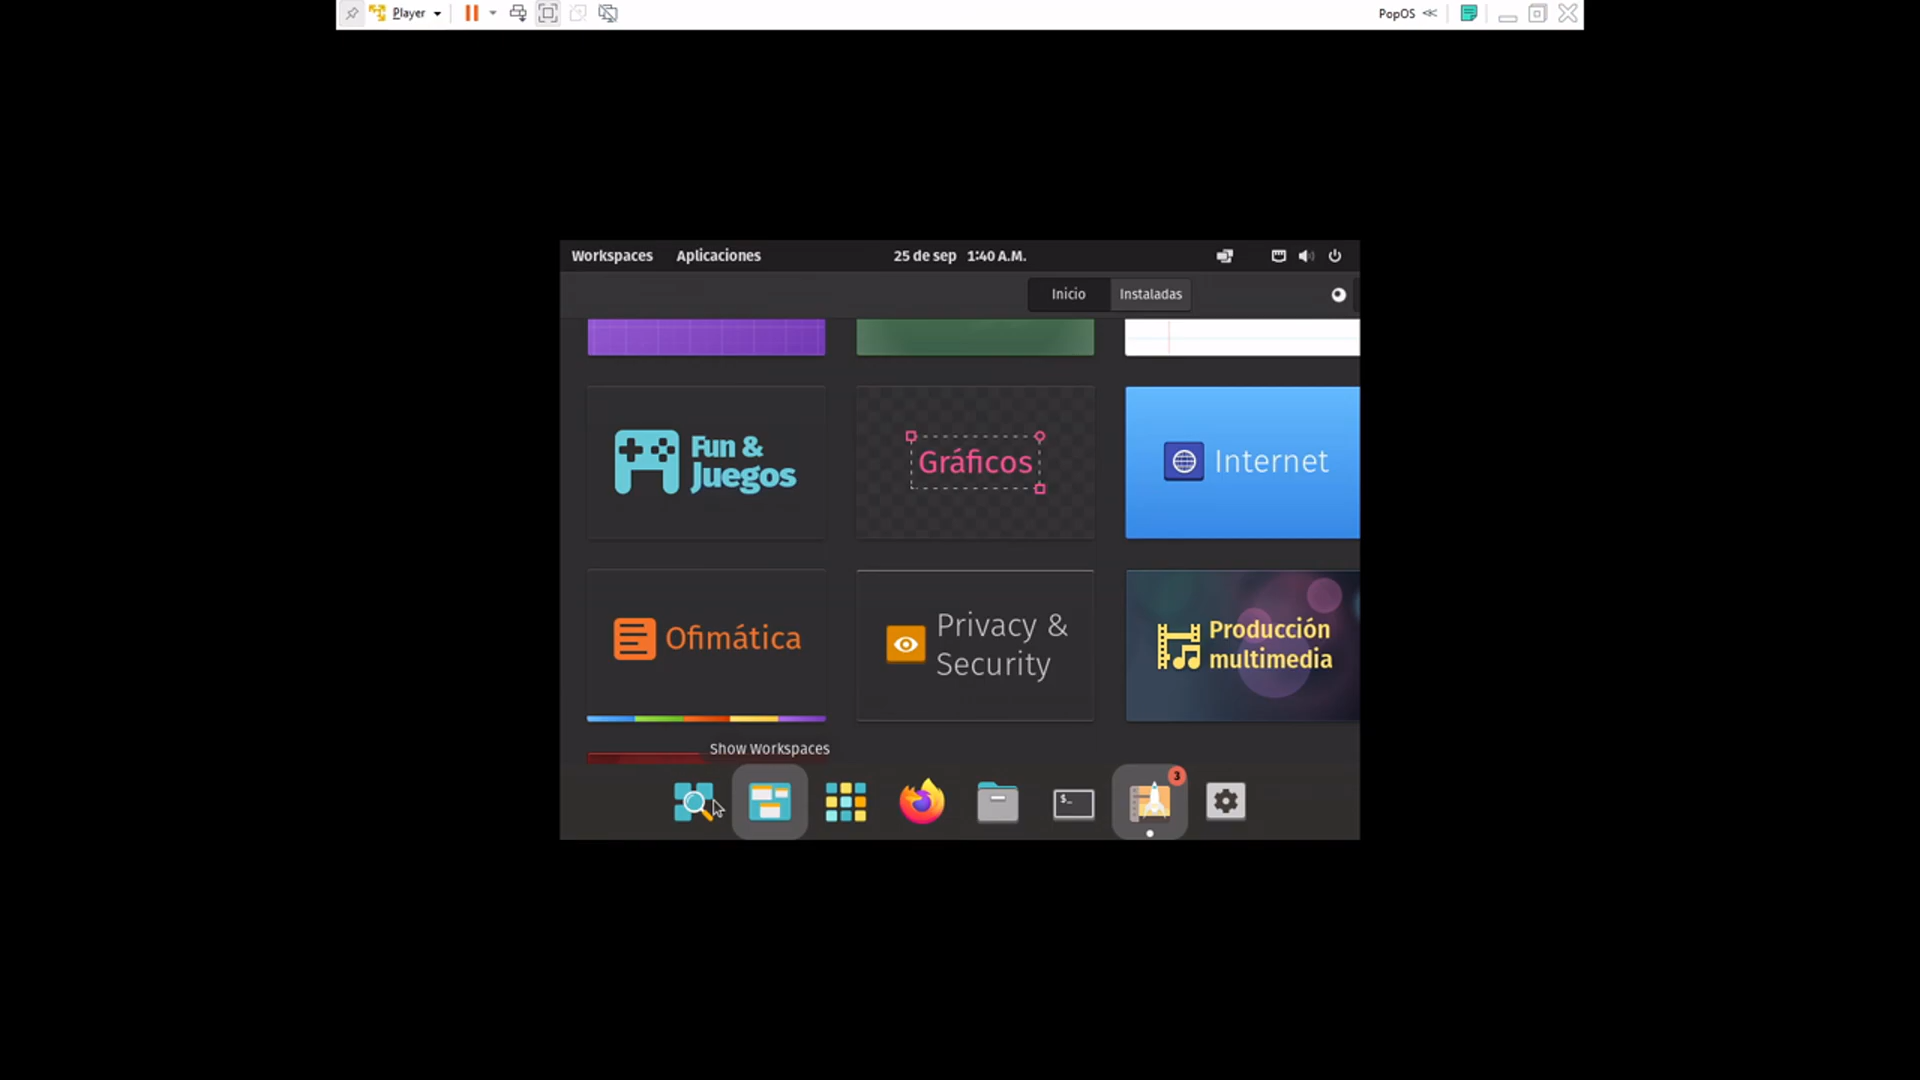 Player
PopOS
Workspaces Aplicaciones 25 de sep 1:40 A.M.
Inicio Instaladas
Fun &
Juegos
Gráficos
Internet
Ofimática
Privacy &
Security
Producción
multimedia
Show Workspaces
3
$_